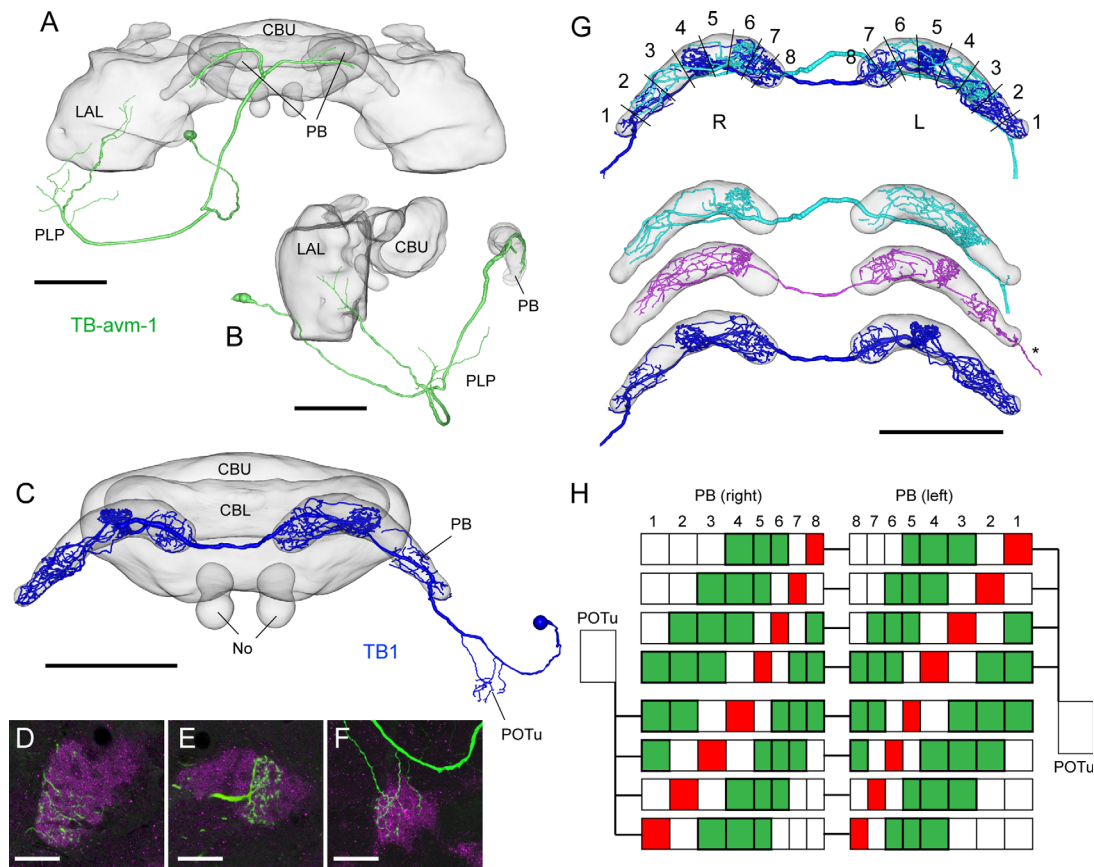 A
CBU
LAL
PB
PLP
TB-avm-1
B
LAL
CBU
PB
PLP
C
CBU
CBL
PB
No
TB1
POTu
D
E
F
G
1 2 3 4 5 6 7 8 8 7 6 5 4 3 2 1
R L
*
H
PB (right) PB (left)
1 2 3 4 5 6 7 8 8 7 6 5 4 3 2 1
POTu
POTu